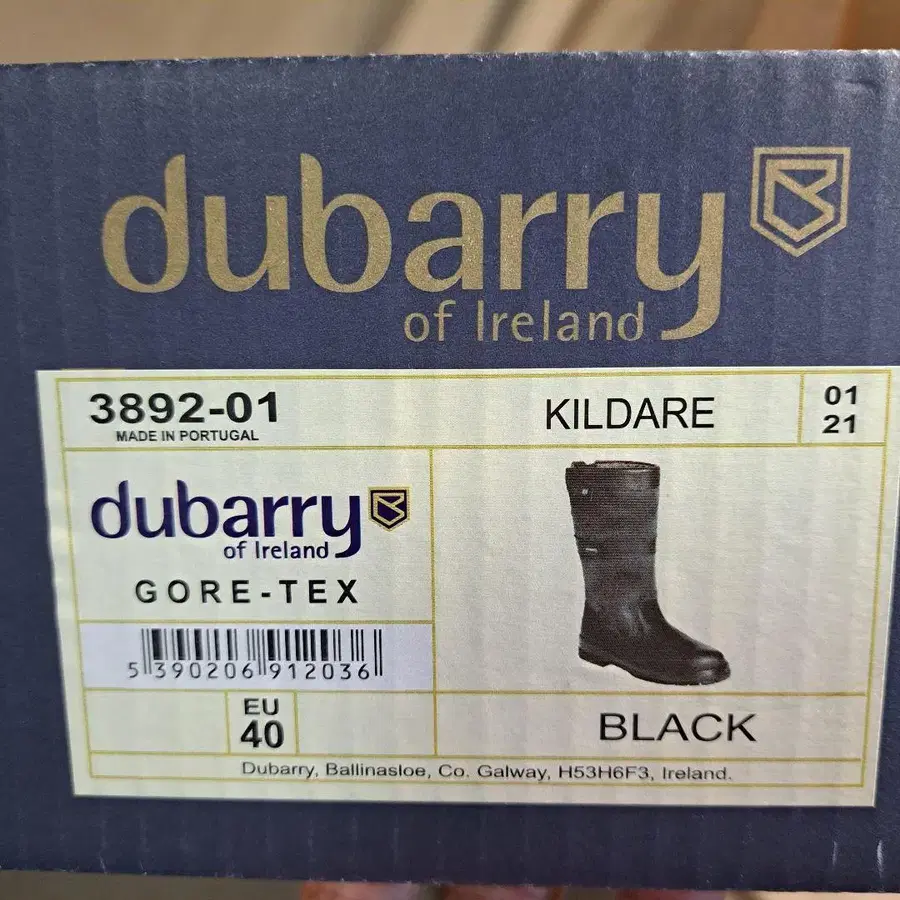 dubarry
of Ireland
3892-01
MADE IN PORTUGAL
KILDARE
01
21
dubarry
of Ireland
GORE-TEX
5 390206 912036
EU
40
BLACK
Dubarry, Ballinasloe, Co. Galway, H53H6F3, Ireland.